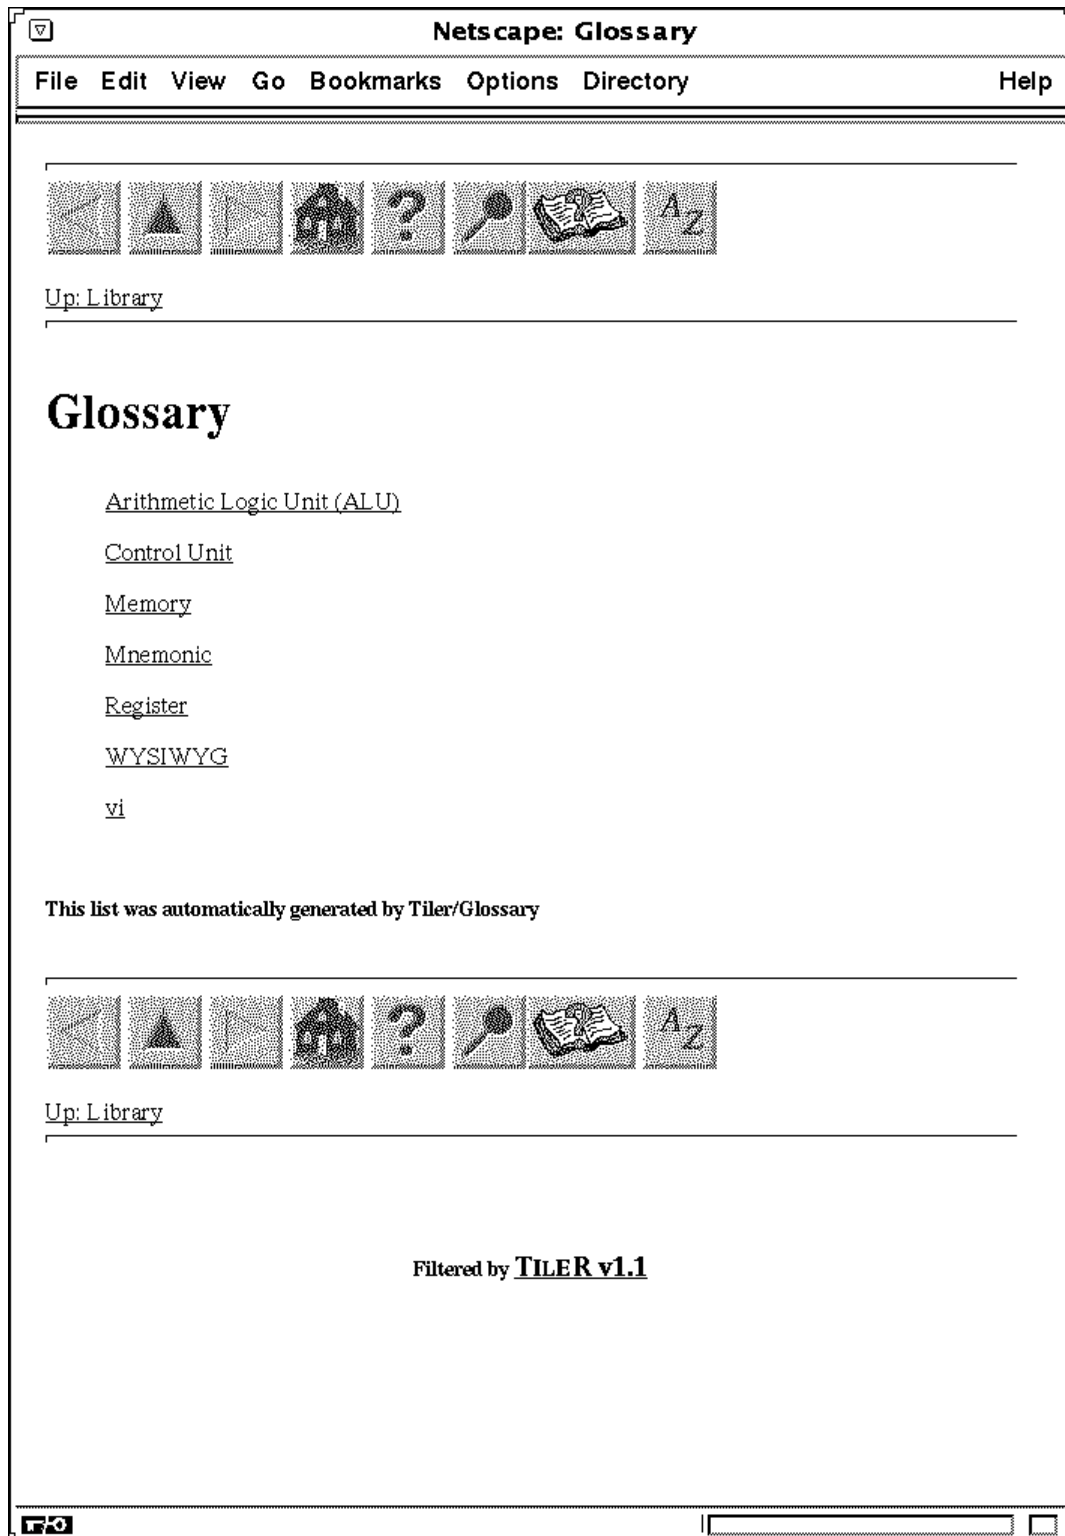 Netscape: Glossary
File Edit View Go Bookmarks Options Directory Help
A Z
Up: Library
Glossary
Arithmetic Logic Unit (ALU)
Control Unit
Memory
Mnemonic
Register
WYSIWYG
vi
This list was automatically generated by Tiler/Glossary
A Z
Up: Library
Filtered by TILER v1.1